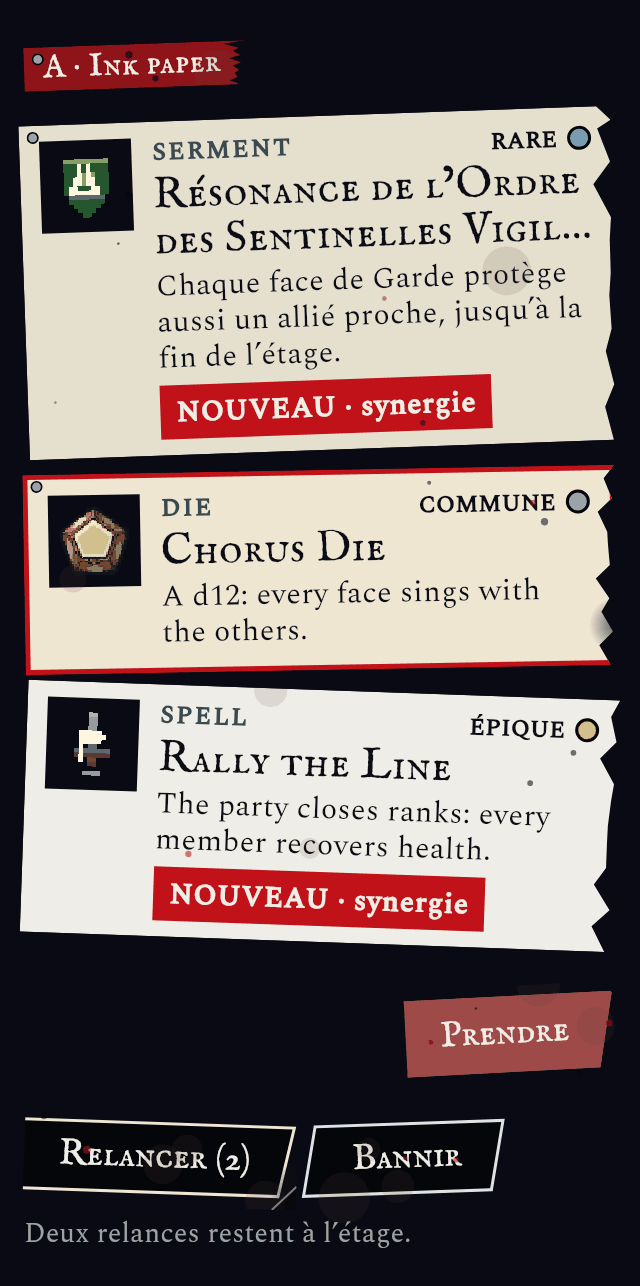 A · Ink paper
SERMENT
RARE
Résonance de l'Ordre
des Sentinelles Vigil...
Chaque face de Garde protège
aussi un allié proche, jusqu'à la
fin de l'étage.
NOUVEAU · synergie
DIE
COMMUNE
Chorus Die
A d12: every face sings with
the others.
SPELL
ÉPIQUE
Rally the Line
The party closes ranks: every
member recovers health.
NOUVEAU · synergie
Prendre
Relancer (2)
Bannir
Deux relances restent à l'étage.